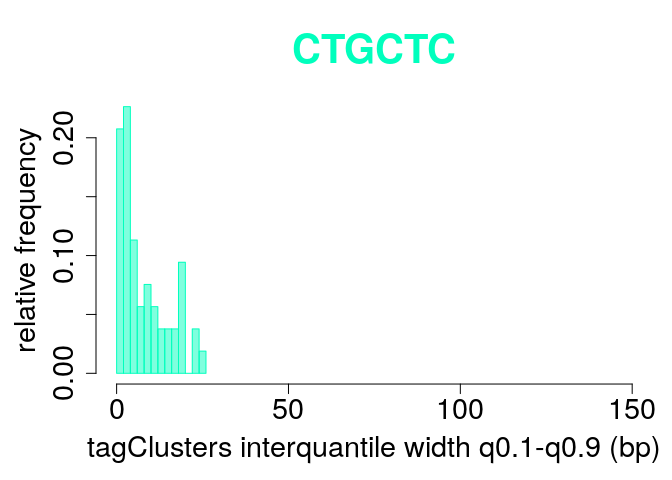 CTGCTC
relative frequency
0.20
0.10
0.00
0 50 100 150
tagClusters interquantile width q0.1-q0.9 (bp)